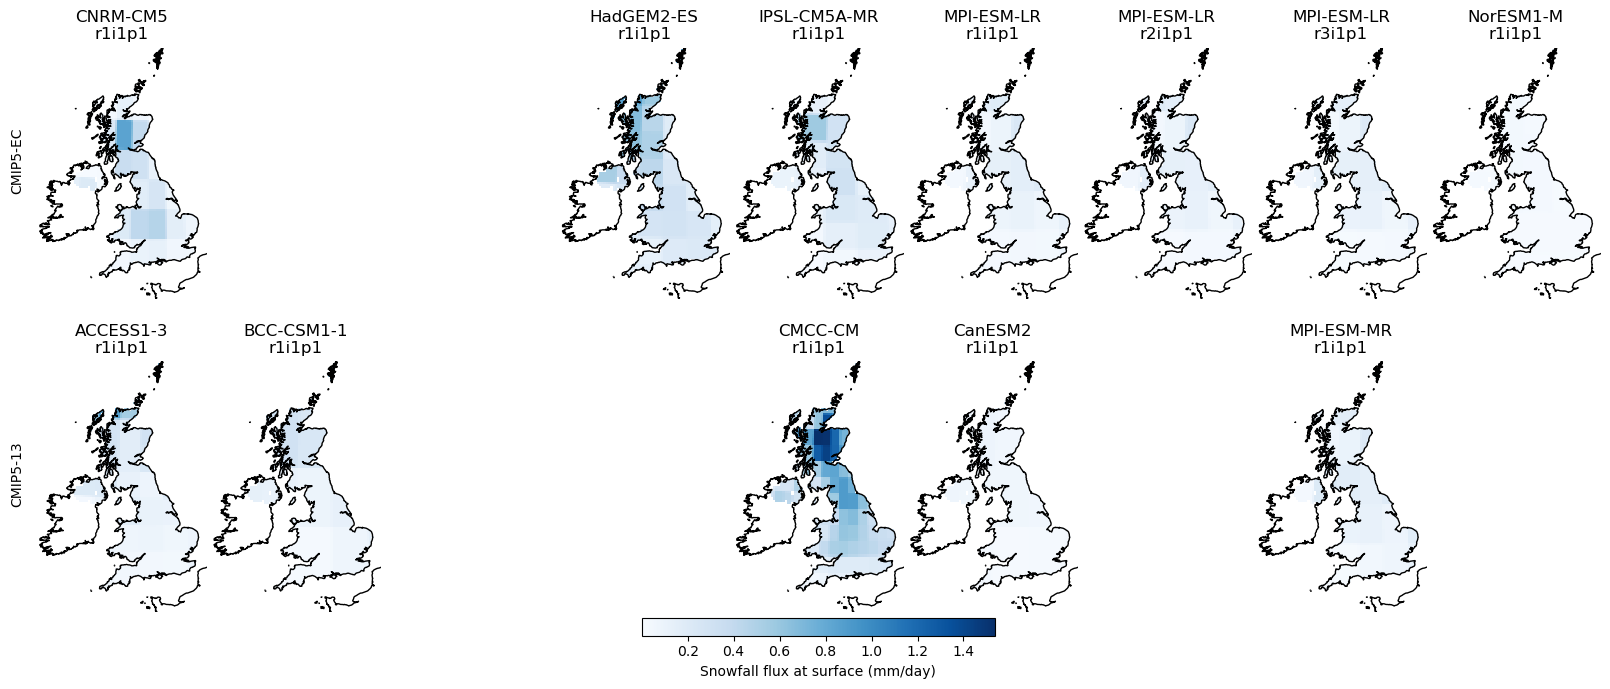 CNRM-CM5
r1i1p1
HadGEM2-ES
r1i1p1
IPSL-CM5A-MR
r1i1p1
MPI-ESM-LR
r1i1p1
MPI-ESM-LR
r2i1p1
MPI-ESM-LR
r3i1p1
NorESM1-M
r1i1p1
CMIP5-EC
ACCESS1-3
r1i1p1
BCC-CSM1-1
r1i1p1
CMCC-CM
r1i1p1
CanESM2
r1i1p1
MPI-ESM-MR
r1i1p1
CMIP5-13
0.2 0.4 0.6 0.8 1.0 1.2 1.4
Snowfall flux at surface (mm/day)